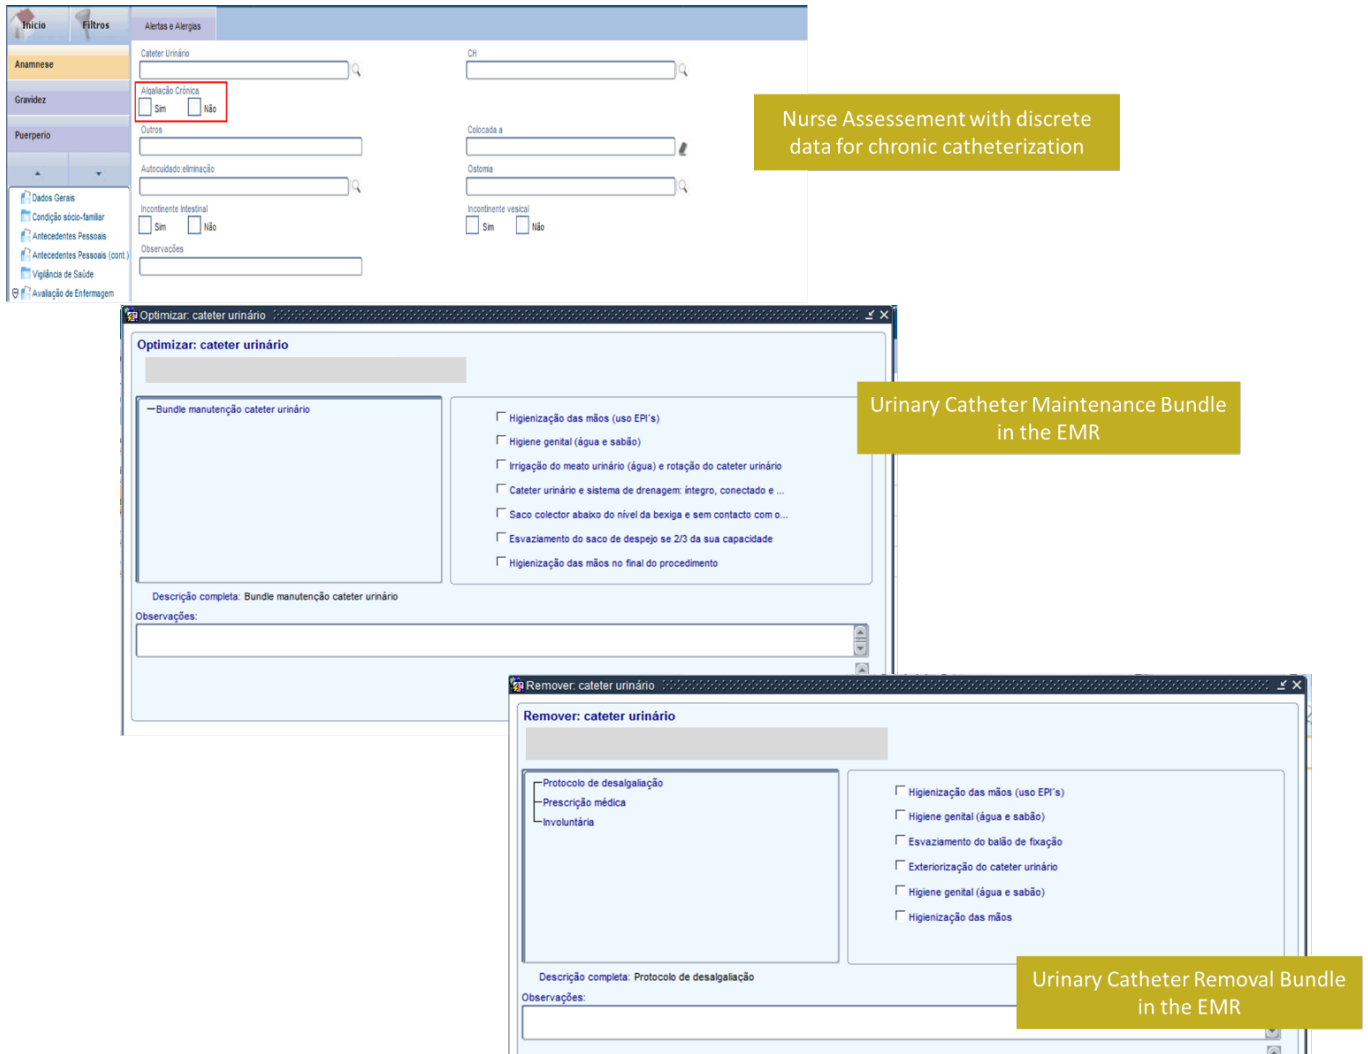 Início
Filtros
Alertas e Alergias
Anamnese
Gravidez
Puerperio
Dados Gerais
Condição sócio-familiar
Antecedentes Pessoais
Antecedentes Pessoais (cont.)
Vigilância de Saúde
Avaliação de Enfermagem
Cateter Urinário
CH
Algaliação Crónica
Sim Não
Outros
Colocada a
Autocuidado:eliminação
Ostomia
Incontinente Intestinal
Incontinente vesical
Sim Não
Sim Não
Observações
Nurse Assessement with discrete
data for chronic catheterization
Optimizar: cateter urinário
Optimizar: cateter urinário
Bundle manutenção cateter urinário
Higienização das mãos (uso EPI´s)
Higiene genital (água e sabão)
Irrigação do meato urinário (água) e rotação do cateter urinário
Cateter urinário e sistema de drenagem: íntegro, conectado e ...
Saco colector abaixo do nível da bexiga e sem contacto com o...
Esvaziamento do saco de despejo se 2/3 da sua capacidade
Higienização das mãos no final do procedimento
Descrição completa: Bundle manutenção cateter urinário
Observações:
Urinary Catheter Maintenance Bundle
in the EMR
Remover: cateter urinário
Remover: cateter urinário
Protocolo de desalgaliação
Prescrição médica
Involuntária
Higienização das mãos (uso EPI´s)
Higiene genital (água e sabão)
Esvaziamento do balão de fixação
Exteriorização do cateter urinário
Higiene genital (água e sabão)
Higienização das mãos
Descrição completa: Protocolo de desalgaliação
Observações:
Urinary Catheter Removal Bundle
in the EMR